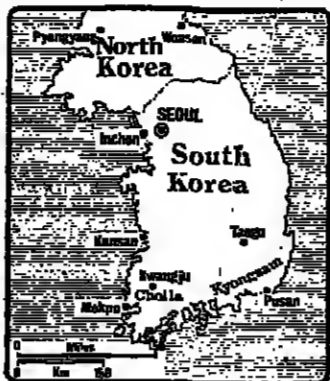 Pyongyang
Wonsan
North
Korea
SEOUL
Inchon
South
Korea
Kunsan
Taegu
Kwangju
Cholla
Kyongsang
Mokpo
Pusan
0
Miles
0 Km 150